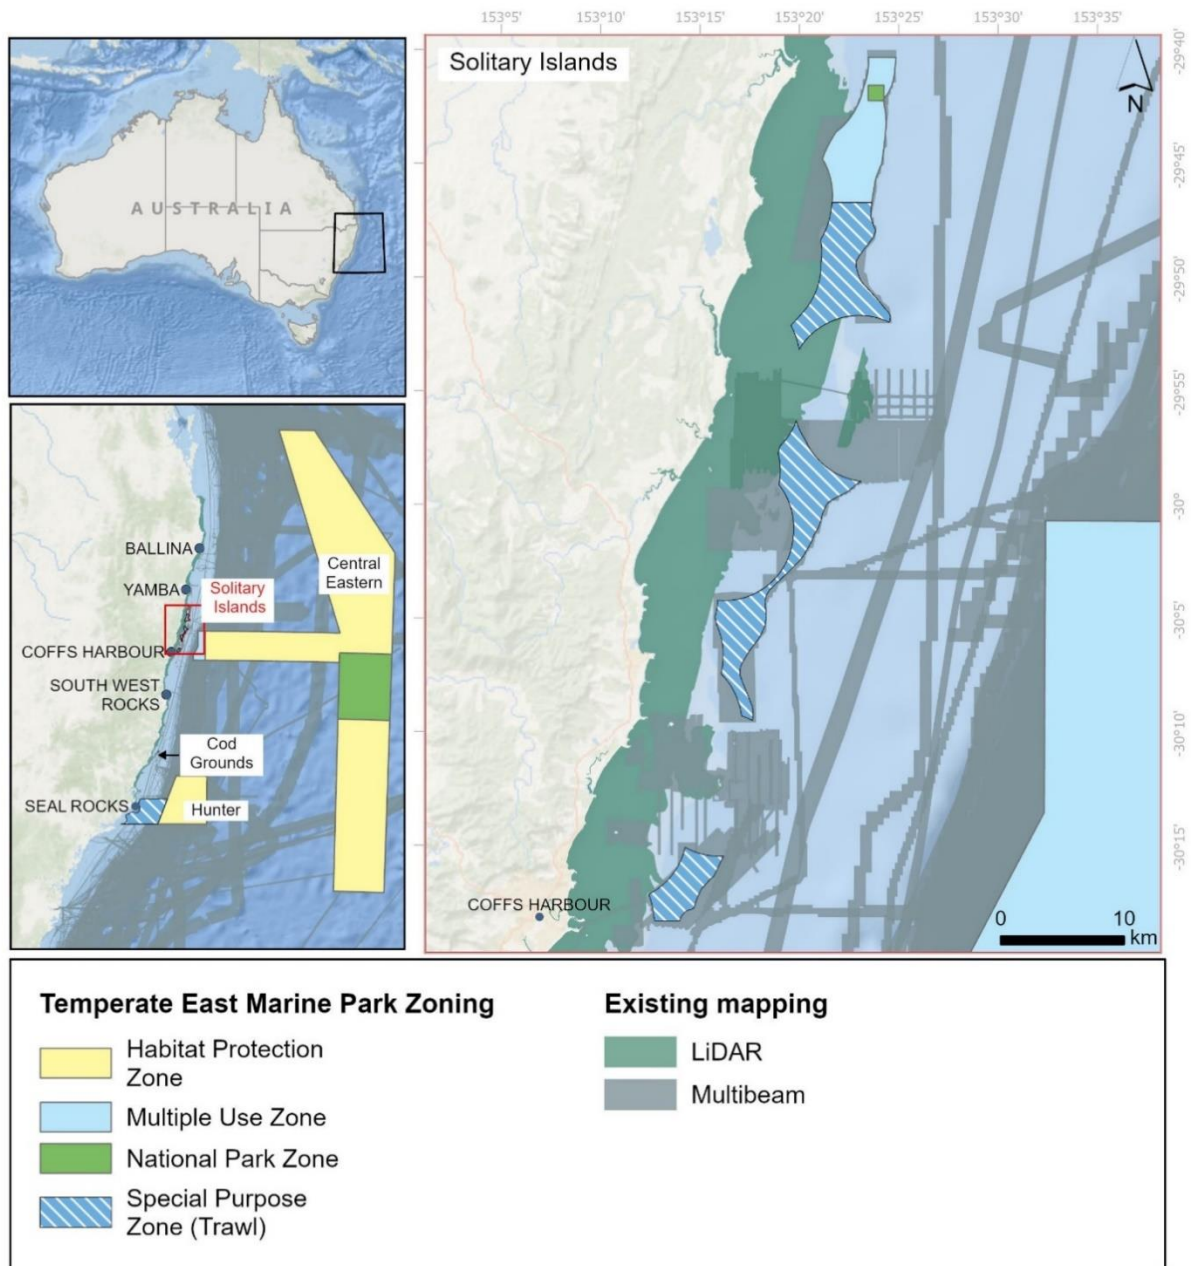 153°5' 153°10' 153°15' 153°20' 153°25' 153°30' 153°35'
Solitary Islands
N
-29°40'
-29°45'
-29°50'
-29°55'
-30°
-30°5'
-30°10'
-30°15'
COFFS HARBOUR
0 10
km
AUSTRALIA
BALLINA
YAMBA
Solitary
Islands
Central
Eastern
COFFS HARBOUR
SOUTH WEST
ROCKS
Cod
Grounds
SEAL ROCKS
Hunter
Temperate East Marine Park Zoning
Habitat Protection
Zone
Multiple Use Zone
National Park Zone
Special Purpose
Zone (Trawl)
Existing mapping
LiDAR
Multibeam